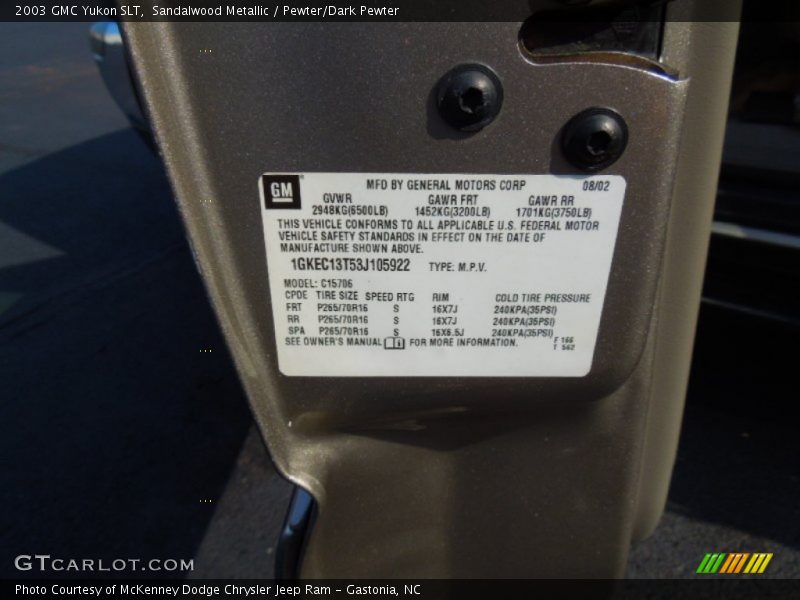 2003 GMC Yukon SLT,  Sandalwood Metallic / Pewter/Dark Pewter
GM
MFD BY GENERAL MOTORS CORP 08/02
GVWR GAWR FRT GAWR RR
2948KG(6500LB) 1452KG(3200LB) 1701KG(3750LB)
THIS VEHICLE CONFORMS TO ALL APPLICABLE U.S. FEDERAL MOTOR
VEHICLE SAFETY STANDARDS IN EFFECT ON THE DATE OF
MANUFACTURE SHOWN ABOVE.
1GKEC13T53J105922 TYPE: M.P.V.
MODEL: C15706
CPDE TIRE SIZE SPEED RTG RIM COLD TIRE PRESSURE
FRT P265/70R16 S 16X7J 240KPA(35PSI)
RR P265/70R16 S 16X7J 240KPA(35PSI)
SPA P265/70R16 S 16X6.5J 240KPA(35PSI)
SEE OWNER'S MANUAL FOR MORE INFORMATION.
F 166
T 562
GTCARLOT.COM
Photo Courtesy of McKenney Dodge Chrysler Jeep Ram - Gastonia, NC